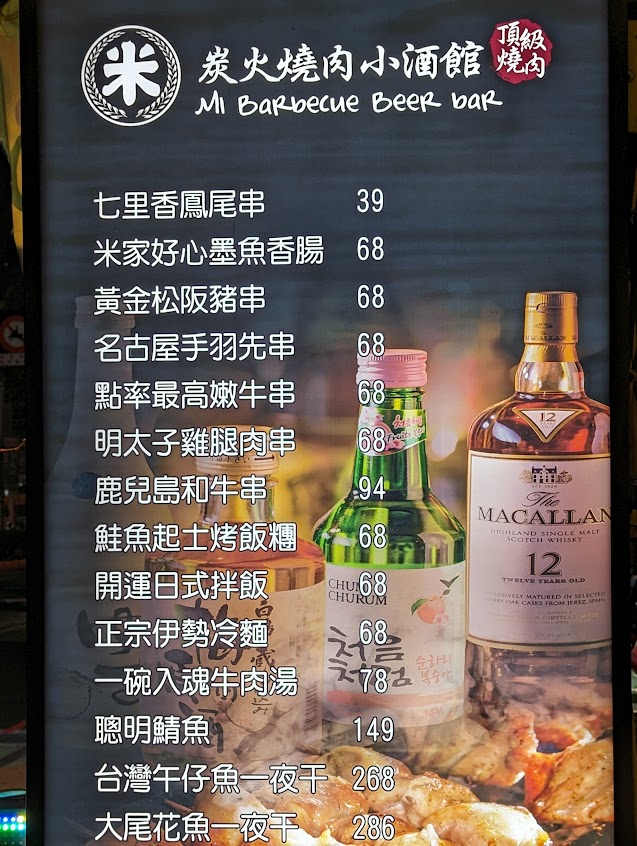 米
炭火燒肉小酒館
頂級
燒肉
Mi Barbecue Beer bar
七里香鳳尾串 39
米家好心墨魚香腸 68
黃金松阪豬串 68
名古屋手羽先串 68
點率最高嫩牛串 68
明太子雞腿肉串 68
鹿兒島和牛串 94
鮭魚起士烤飯糰 68
開運日式拌飯 68
正宗伊勢冷麵 68
一碗入魂牛肉湯 78
聰明鯖魚 149
台灣午仔魚一夜干 268
大尾花魚一夜干 286
12
The
MACALLAN
HIGHLAND SINGLE MALT
SCOTCH WHISKY
12
TWELVE YEARS OLD
CHURUM
처음처럼
순하리